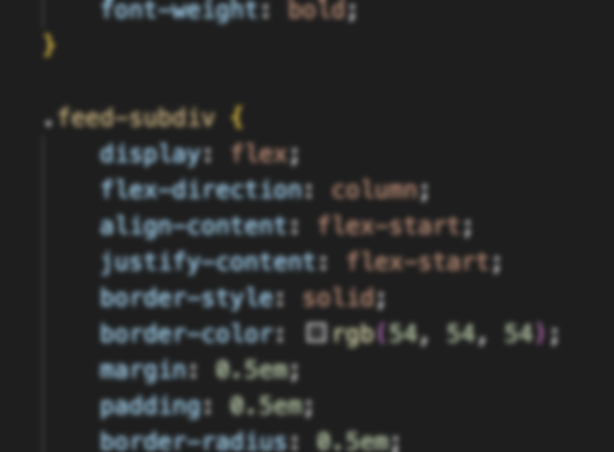 font-weight: bold;
}
.feed-subdiv {
display: flex;
flex-direction: column;
align-content: flex-start;
justify-content: flex-start;
border-style: solid;
border-color: rgb(54, 54, 54);
margin: 0.5em;
padding: 0.5em;
border-radius: 0.5em;